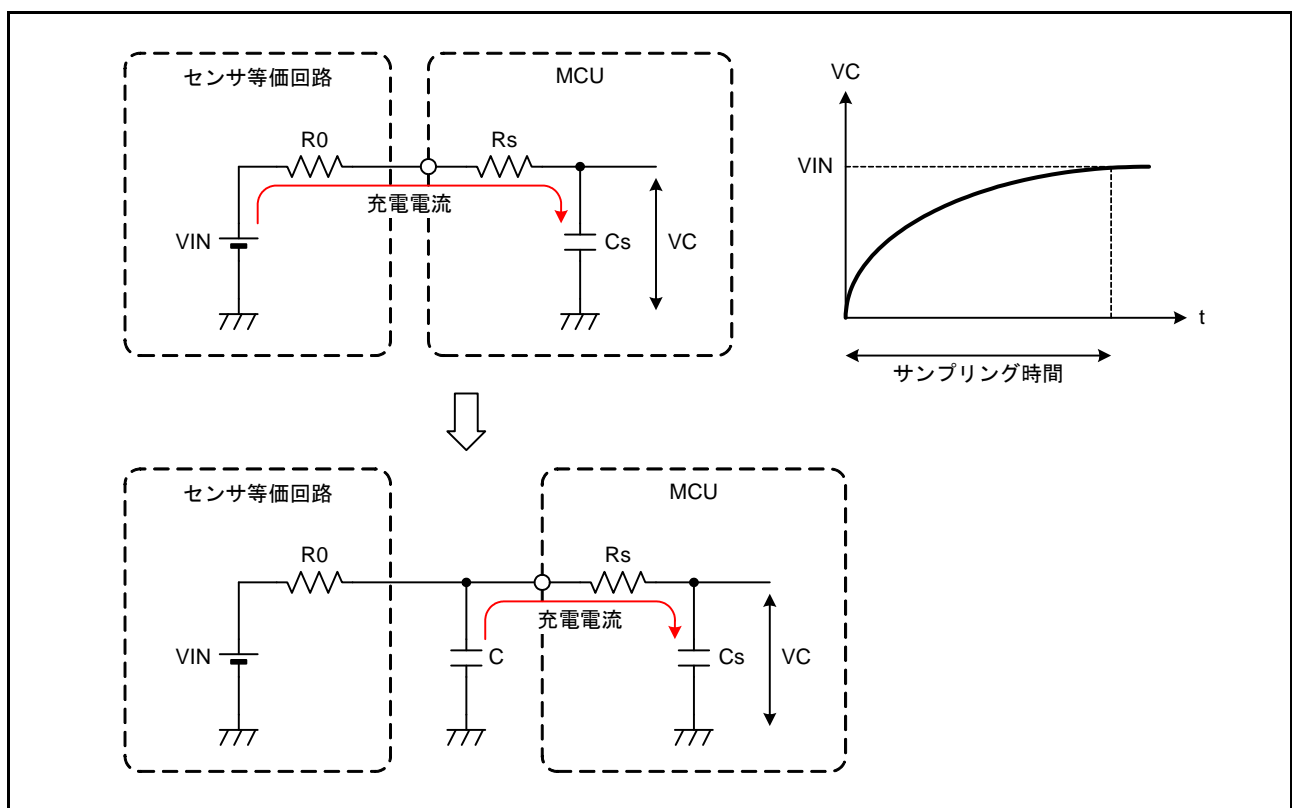 センサ等価回路
MCU
R0
Rs
充電電流
VIN
Cs
VC
VC
VIN
t
サンプリング時間
センサ等価回路
MCU
R0
Rs
充電電流
VIN
C
Cs
VC